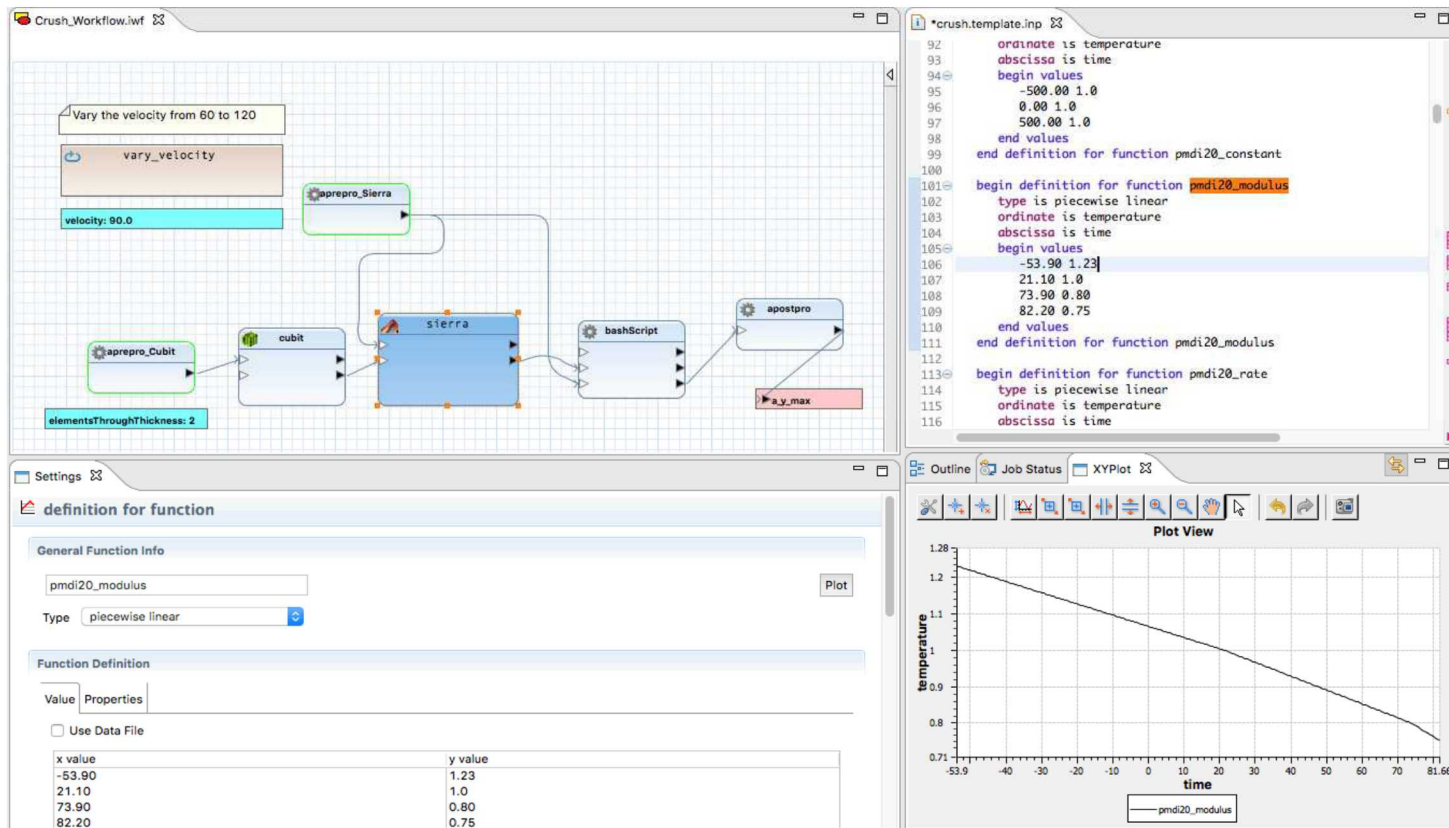 Crush_Workflow.iwf
Vary the velocity from 60 to 120
vary_velocity
velocity: 90.0
aprepro_Sierra
aprepro_Cubit
elementsThroughThickness: 2
cubit
sierra
bashScript
apostpro
a_y_max
*crush.template.inp
92 ordinate is temperature
93 abscissa is time
94 begin values
95 -500.00 1.0
96 0.00 1.0
97 500.00 1.0
98 end values
99 end definition for function pmdi20_constant
100
101 begin definition for function pmdi20_modulus
102 type is piecewise linear
103 ordinate is temperature
104 abscissa is time
105 begin values
106 -53.90 1.23
107 21.10 1.0
108 73.90 0.80
109 82.20 0.75
110 end values
111 end definition for function pmdi20_modulus
112
113 begin definition for function pmdi20_rate
114 type is piecewise linear
115 ordinate is temperature
116 abscissa is time
Settings
definition for function
General Function Info
pmdi20_modulus
Plot
Type piecewise linear
Function Definition
Value Properties
Use Data File
x value y value
-53.90 1.23
21.10 1.0
73.90 0.80
82.20 0.75
Outline Job Status XYPlot
Plot View
1.28
1.2
1.1
1
0.9
0.8
0.71
temperature
-53.9 -40 -30 -20 -10 0 10 20 30 40 50 60 70 81.66
time
pmdi20_modulus